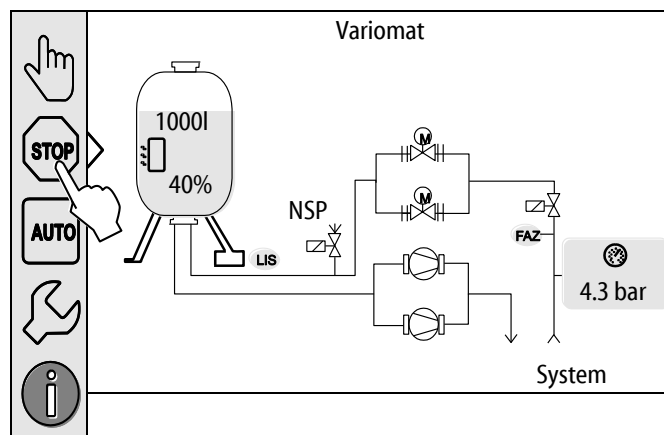 Variomat
STOP
1000l
40%
AUTO
NSP
M
M
LIS
FAZ
4.3 bar
System